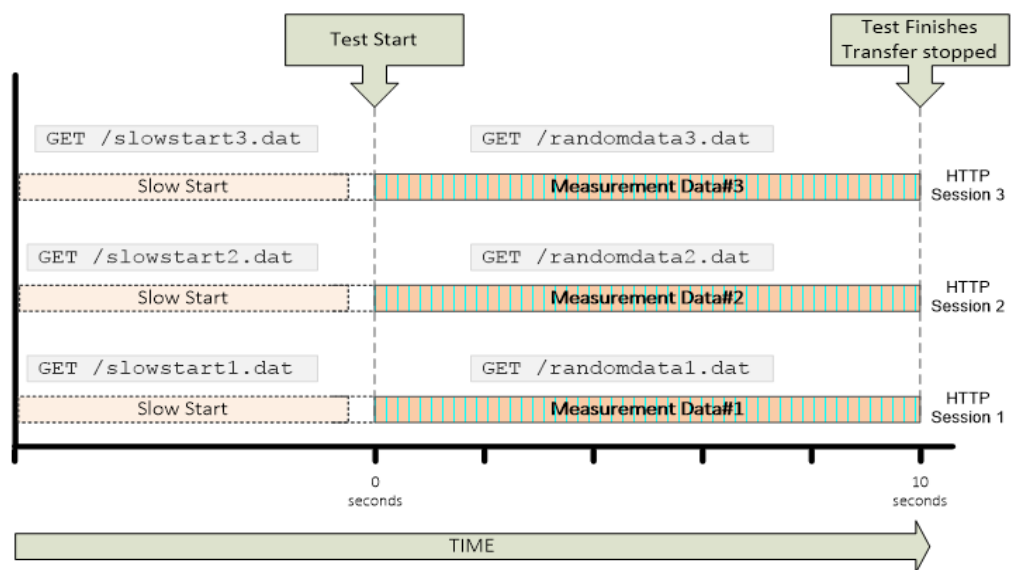 Test Start
Test Finishes
Transfer stopped
GET /slowstart3.dat
GET /randomdata3.dat
Slow Start
Measurement Data#3
HTTP
Session 3
GET /slowstart2.dat
GET /randomdata2.dat
Slow Start
Measurement Data#2
HTTP
Session 2
GET /slowstart1.dat
GET /randomdata1.dat
Slow Start
Measurement Data#1
HTTP
Session 1
0
seconds
10
seconds
TIME